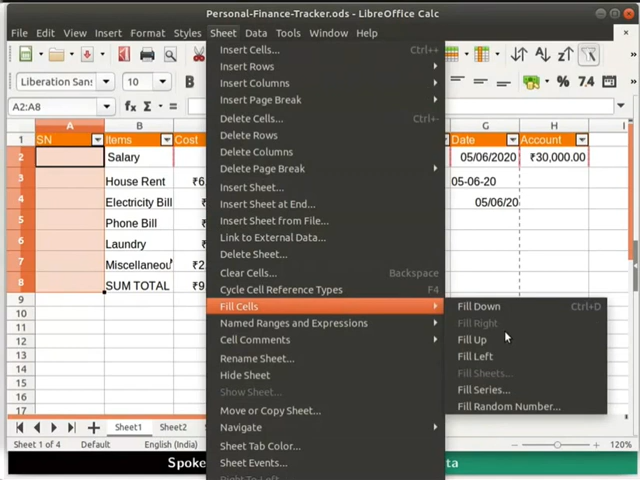 Personal-Finance-Tracker.ods - LibreOffice Calc
File Edit View Insert Format Styles Sheet Data Tools Window Help
Liberation Sans 10
A2:A8
A B G H I
SN Items Cost Date Account
1
2 Salary 05/06/2020 ₹30,000.00
3 House Rent ₹6 05-06-20
4 Electricity Bill 05/06/20
5 Phone Bill
6 Laundry
7 Miscellaneou ₹2
8 SUM TOTAL ₹9
9
10
11
12
13
14
15
16
17
Insert Cells... Ctrl++
Insert Rows
Insert Columns
Insert Page Break
Delete Cells... Ctrl+-
Delete Rows
Delete Columns
Delete Page Break
Insert Sheet...
Insert Sheet at End...
Insert Sheet from File...
Link to External Data...
Delete Sheet...
Clear Cells... Backspace
Cycle Cell Reference Types F4
Fill Cells
Named Ranges and Expressions
Cell Comments
Rename Sheet...
Hide Sheet
Show Sheet...
Move or Copy Sheet...
Navigate
Sheet Tab Color...
Sheet Events...
Right-To-Left
Fill Down Ctrl+D
Fill Right
Fill Up
Fill Left
Fill Sheets...
Fill Series...
Fill Random Number...
Sheet1 Sheet2
Sheet 1 of 4 Default English (India) 120%
Spoke ta